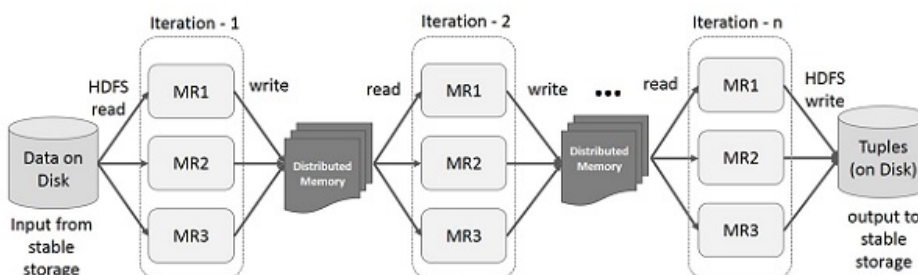 Iteration - 1
Iteration - 2
Iteration - n
HDFS
read
write
read
write
...
read
HDFS
write
MR1
MR1
MR1
Data on
Disk
MR2
Distributed
Memory
MR2
Distributed
Memory
MR2
Tuples
(on Disk)
MR3
MR3
MR3
Input from
stable
storage
output to
stable
storage